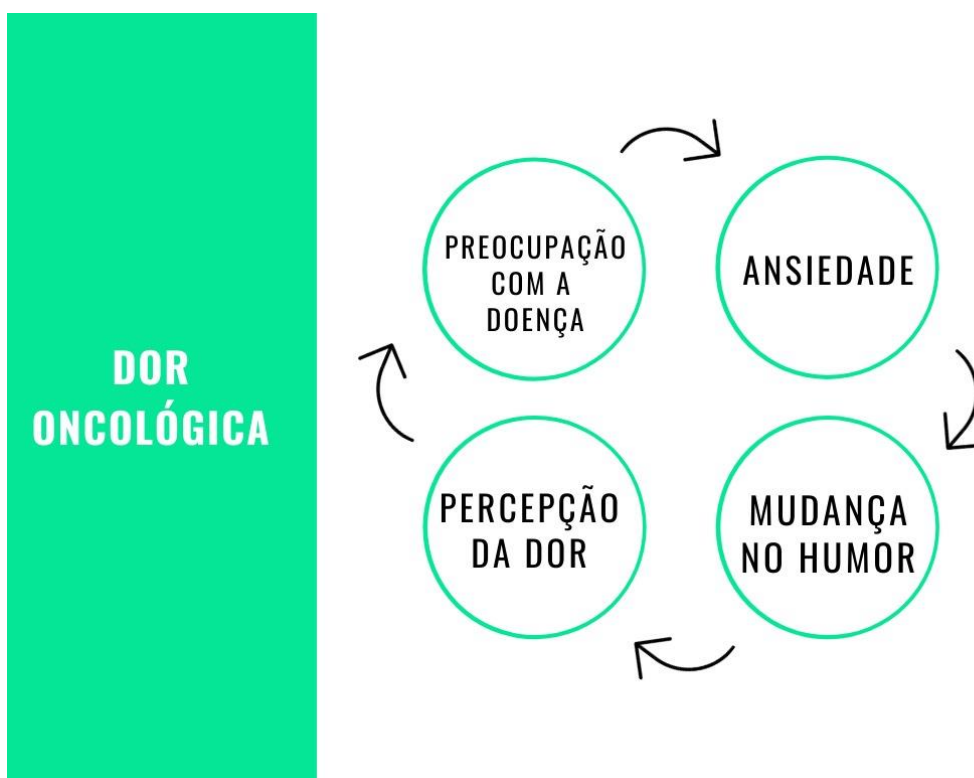 DOR
ONCOLÓGICA
PREOCUPAÇÃO
COM A
DOENÇA
ANSIEDADE
PERCEPÇÃO
DA DOR
MUDANÇA
NO HUMOR